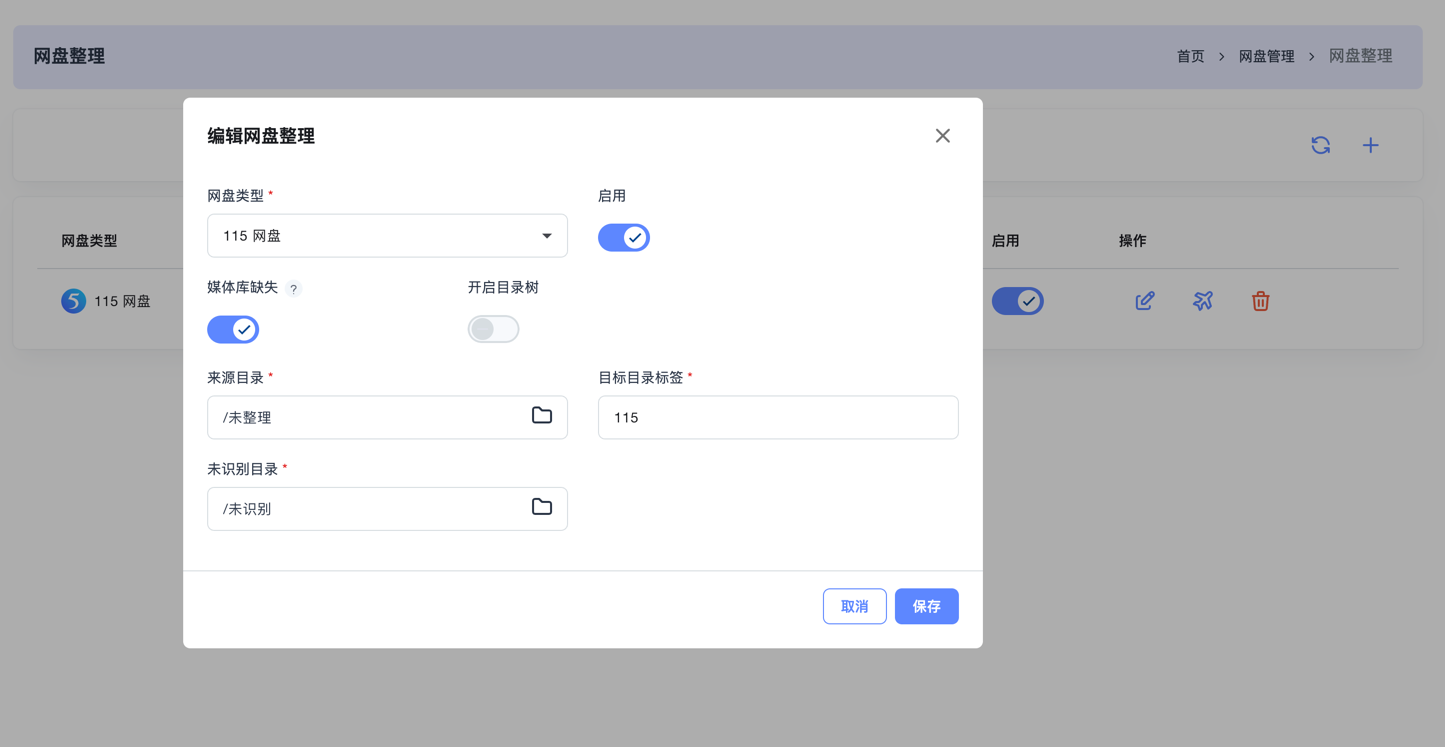 网盘整理
首页 > 网盘管理 > 网盘整理
编辑网盘整理
网盘类型 *
启用
115 网盘
媒体库缺失 ?
开启目录树
来源目录 *
目标目录标签 *
/未整理
115
未识别目录 *
/未识别
取消
保存
网盘类型
启用
操作
115 网盘